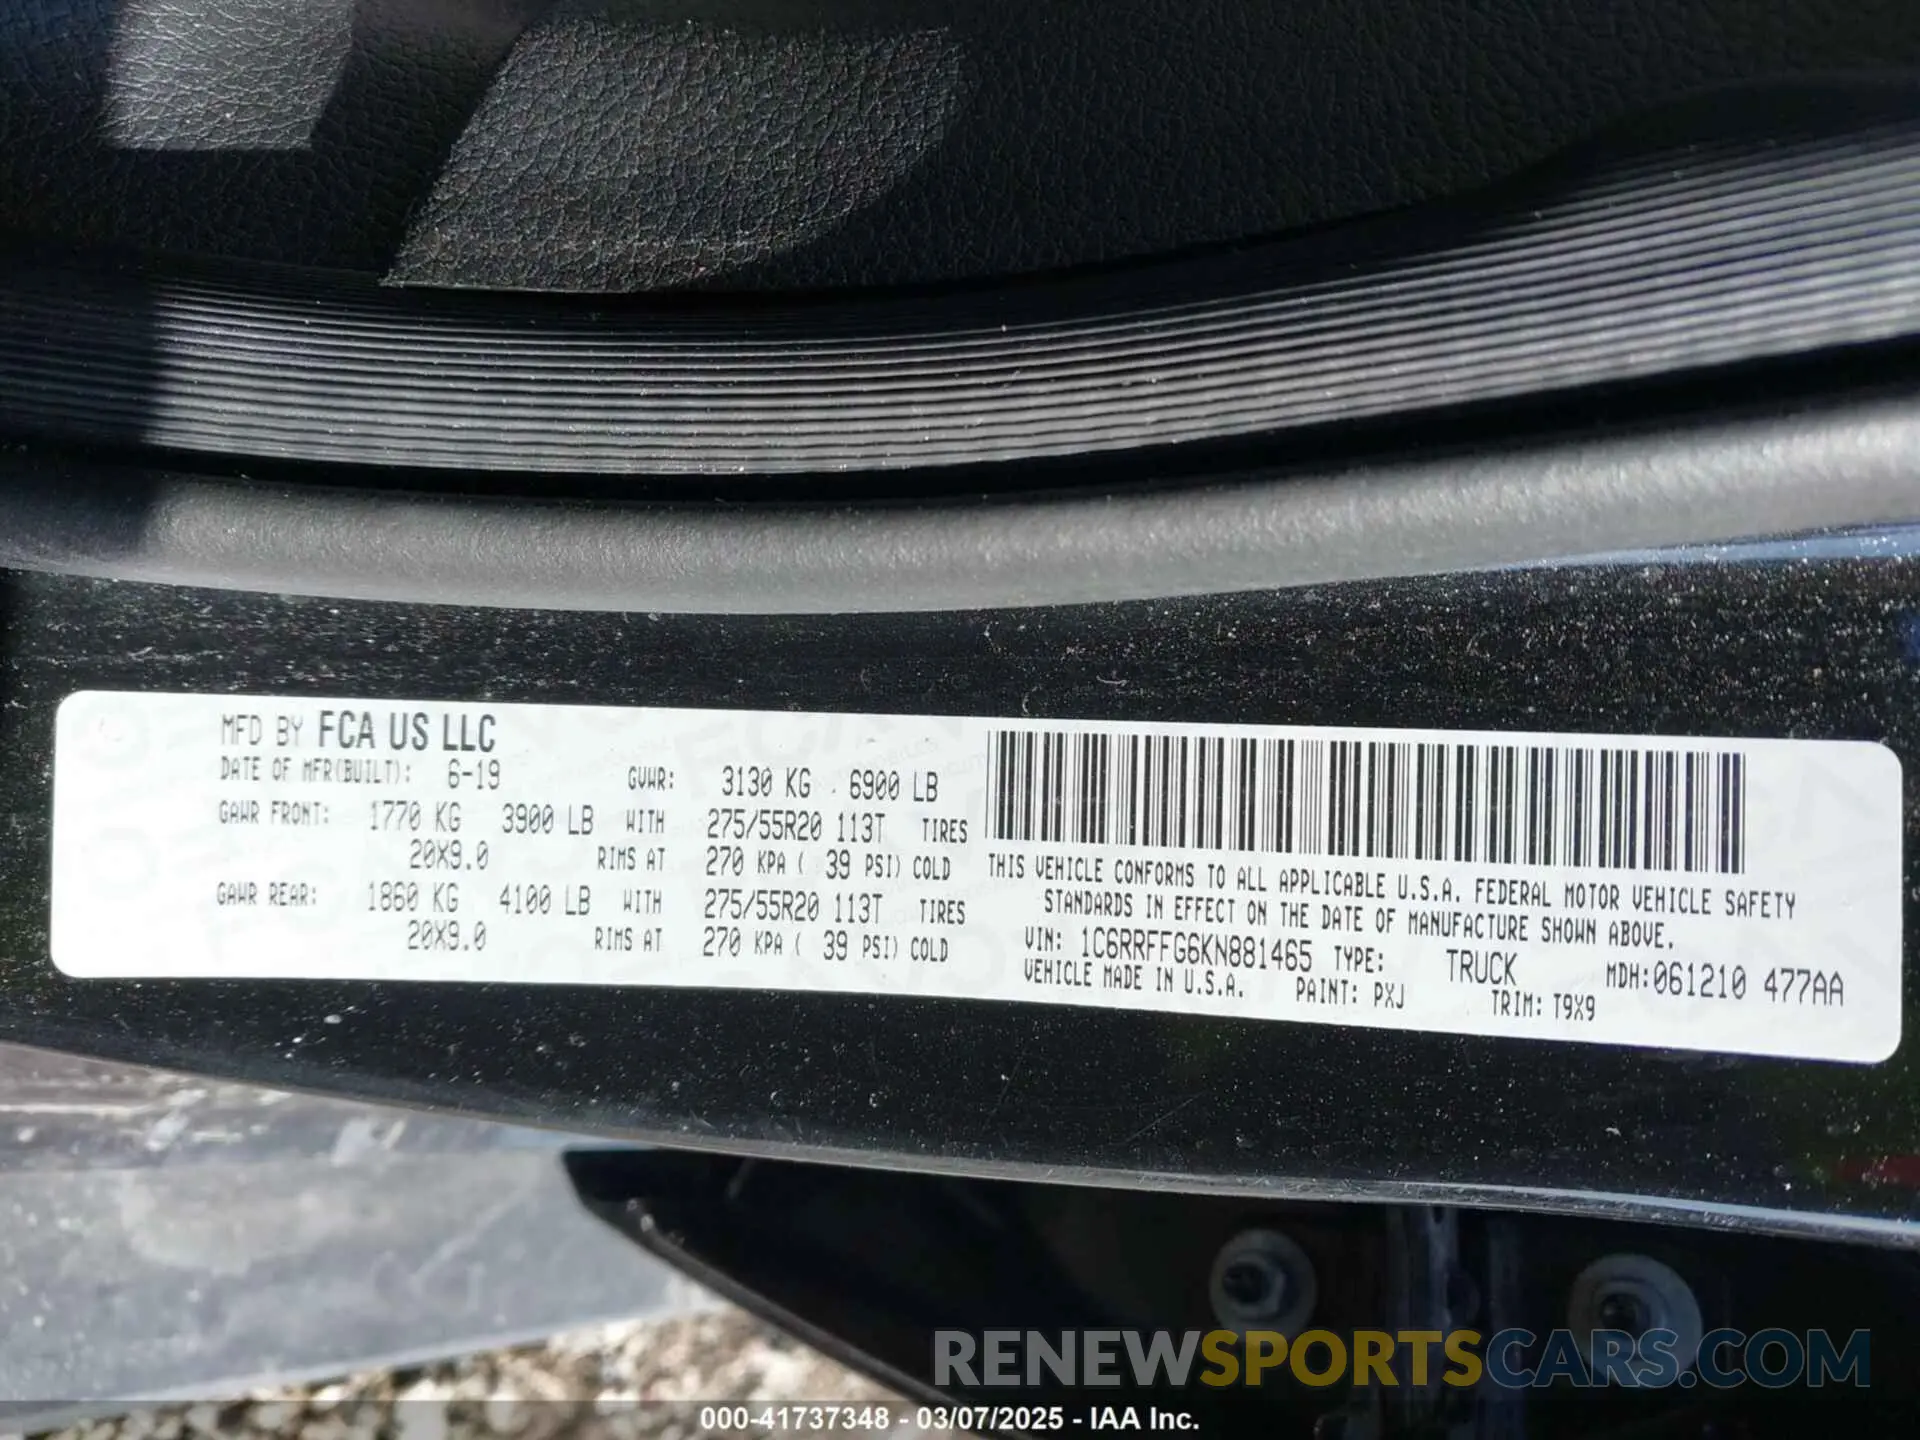 MFD BY FCA US LLC
DATE OF MFR(BUILT): 6-19 GVWR: 3130 KG 6900 LB
GAWR FRONT: 1770 KG 3900 LB WITH 275/55R20 113T TIRES
20X9.0 RIMS AT 270 KPA ( 39 PSI) COLD
GAWR REAR: 1860 KG 4100 LB WITH 275/55R20 113T TIRES
20X9.0 RIMS AT 270 KPA ( 39 PSI) COLD
THIS VEHICLE CONFORMS TO ALL APPLICABLE U.S.A. FEDERAL MOTOR VEHICLE SAFETY
STANDARDS IN EFFECT ON THE DATE OF MANUFACTURE SHOWN ABOVE.
VIN: 1C6RRFFG6KN881465 TYPE: TRUCK MDH:061210 477AA
VEHICLE MADE IN U.S.A. PAINT: PXJ TRIM: T9X9
RENEWSPORTSCARS.COM
000-41737348 - 03/07/2025 - IAA Inc.